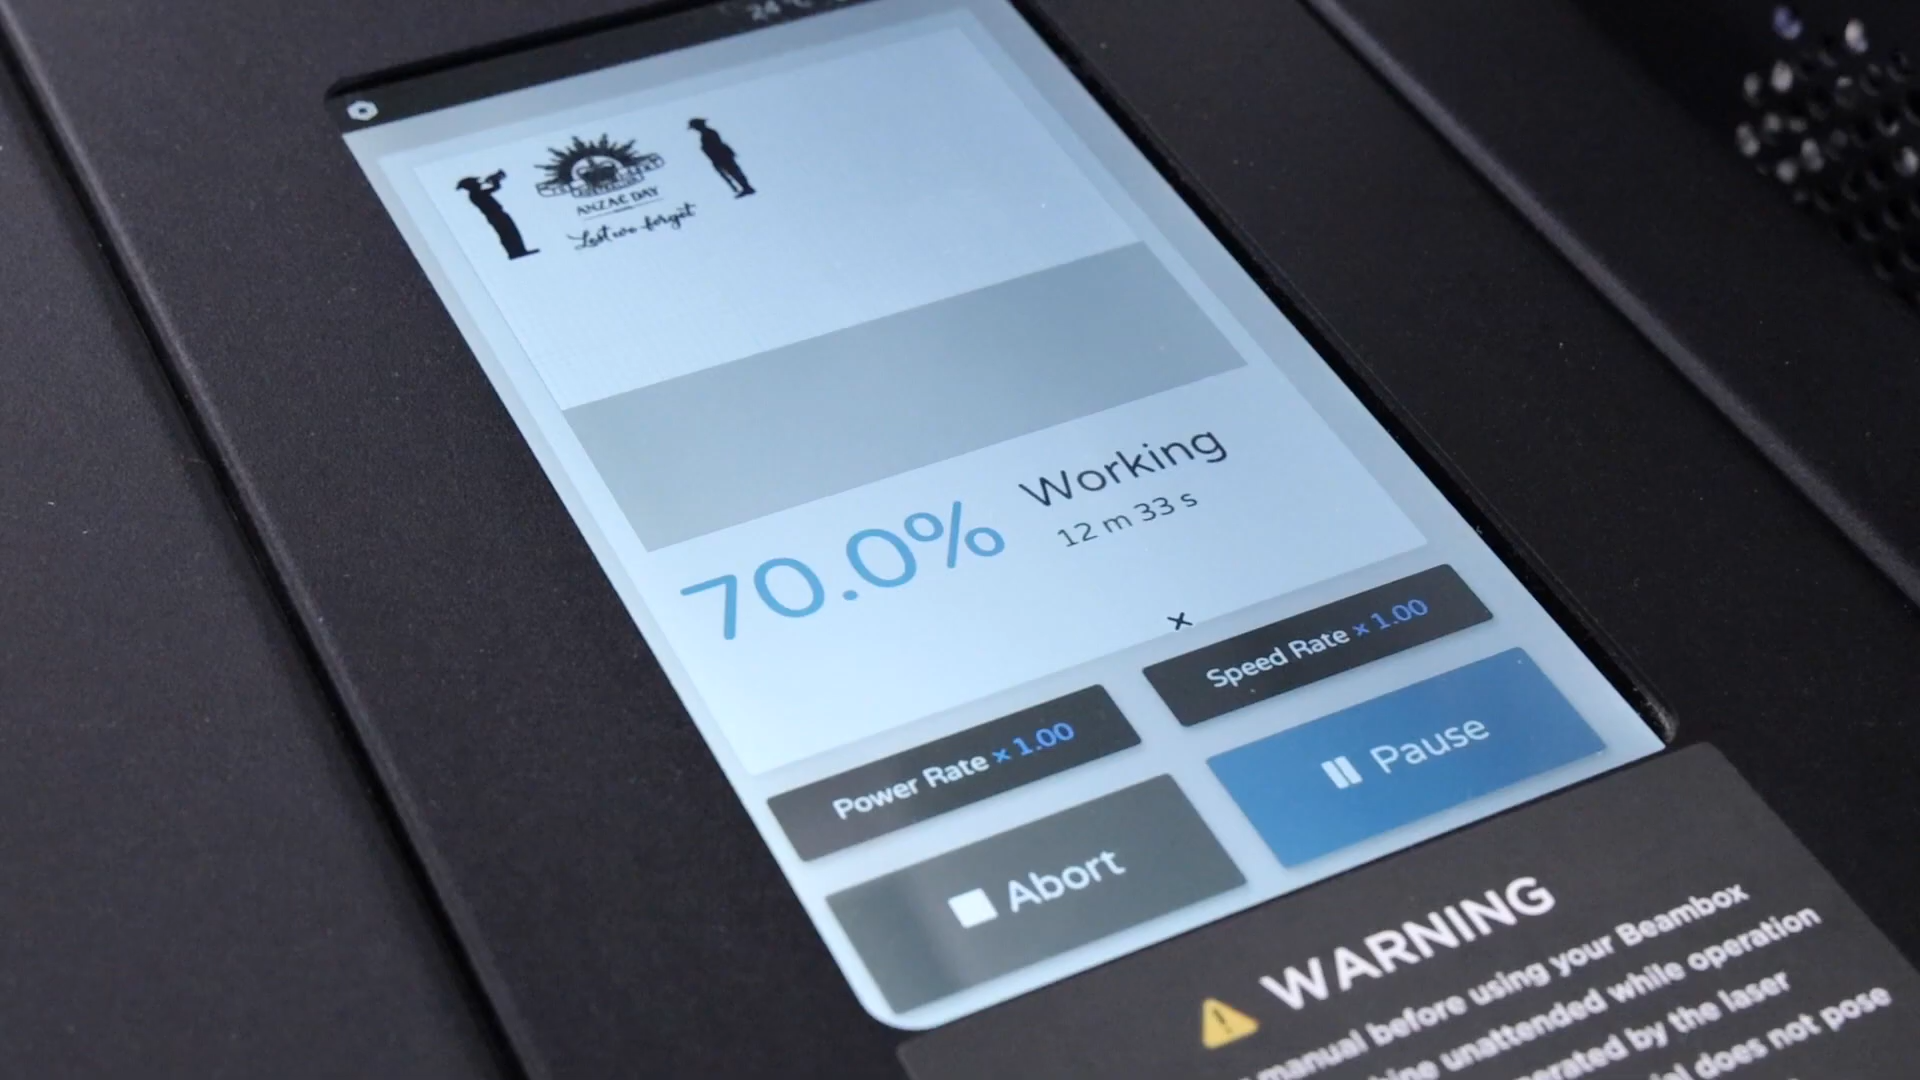 24°C
ANZAC DAY
Lest we forget
70.0%
Working
12 m 33 s
Power Rate x 1.00
Speed Rate x 1.00
Abort
Pause
WARNING
manual before using your Beambox
unattended while operation
by the laser
does not pose